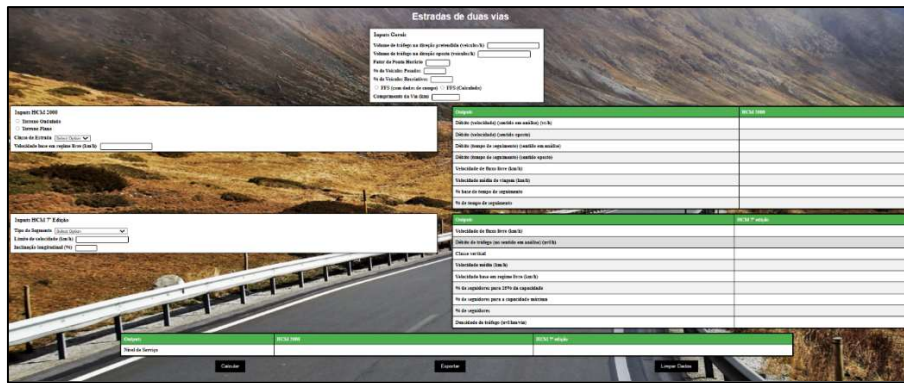 Estradas de duas vias
Inputs Gerais
Volume de tráfego na direção pretendida (veículos/h)
Volume de tráfego na direção oposta (veículos/h)
Fator de Ponta Horária
% de Veículos Pesados
% de Veículos Recreativos
FFS (com dados de campo) FFS (Calculado)
Comprimento da Via (km)
Inputs HCM 2000
Terreno Ondulado
Terreno Plano
Classe da Estrada Select Option
Velocidade base em regime livre (km/h)
Outputs HCM 2000
Débito (velocidade) (sentido em análise) (vc/h)
Débito (velocidade) (sentido oposto)
Débito (tempo de seguimento) (sentido em análise)
Débito (tempo de seguimento) (sentido oposto)
Velocidade de fluxo livre (km/h)
Velocidade média de viagem (km/h)
% base de tempo de seguimento
% de tempo de seguimento
Inputs HCM 7ª Edição
Tipo de Segmento Select Option
Limite de velocidade (km/h)
Inclinação longitudinal (%)
Outputs HCM 7ª edição
Velocidade de fluxo livre (km/h)
Débito de tráfego (no sentido em análise) (uvl/h)
Classe vertical
Velocidade média (km/h)
Velocidade base em regime livre (km/h)
% de seguidores para 25% da capacidade
% de seguidores para a capacidade máxima
% de seguidores
Densidade de tráfego (uvl/km/via)
Outputs HCM 2000 HCM 7ª edição
Nível de Serviço
Calcular Exportar Limpar Dados